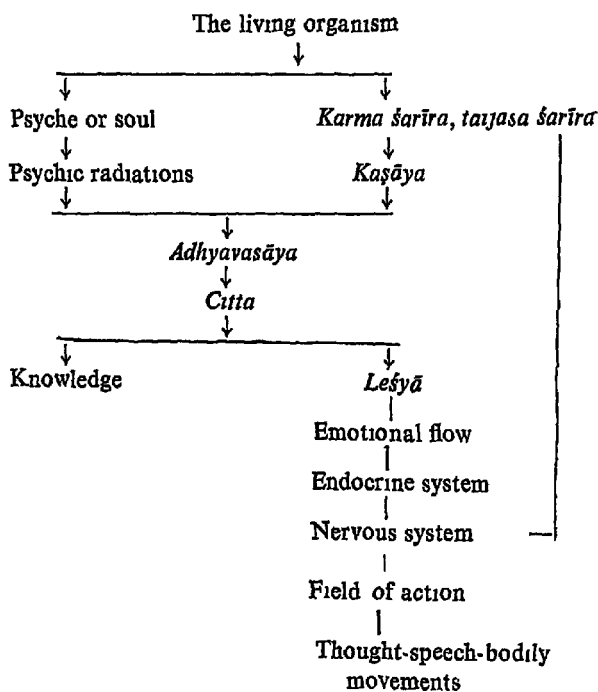 The living organism
Psyche or soul
Karma śarīra, taijasa śarīra
Psychic radiations
Kaṣāya
Adhyavasāya
Citta
Knowledge
Leśyā
Emotional flow
Endocrine system
Nervous system
Field of action
Thought-speech-bodily
movements